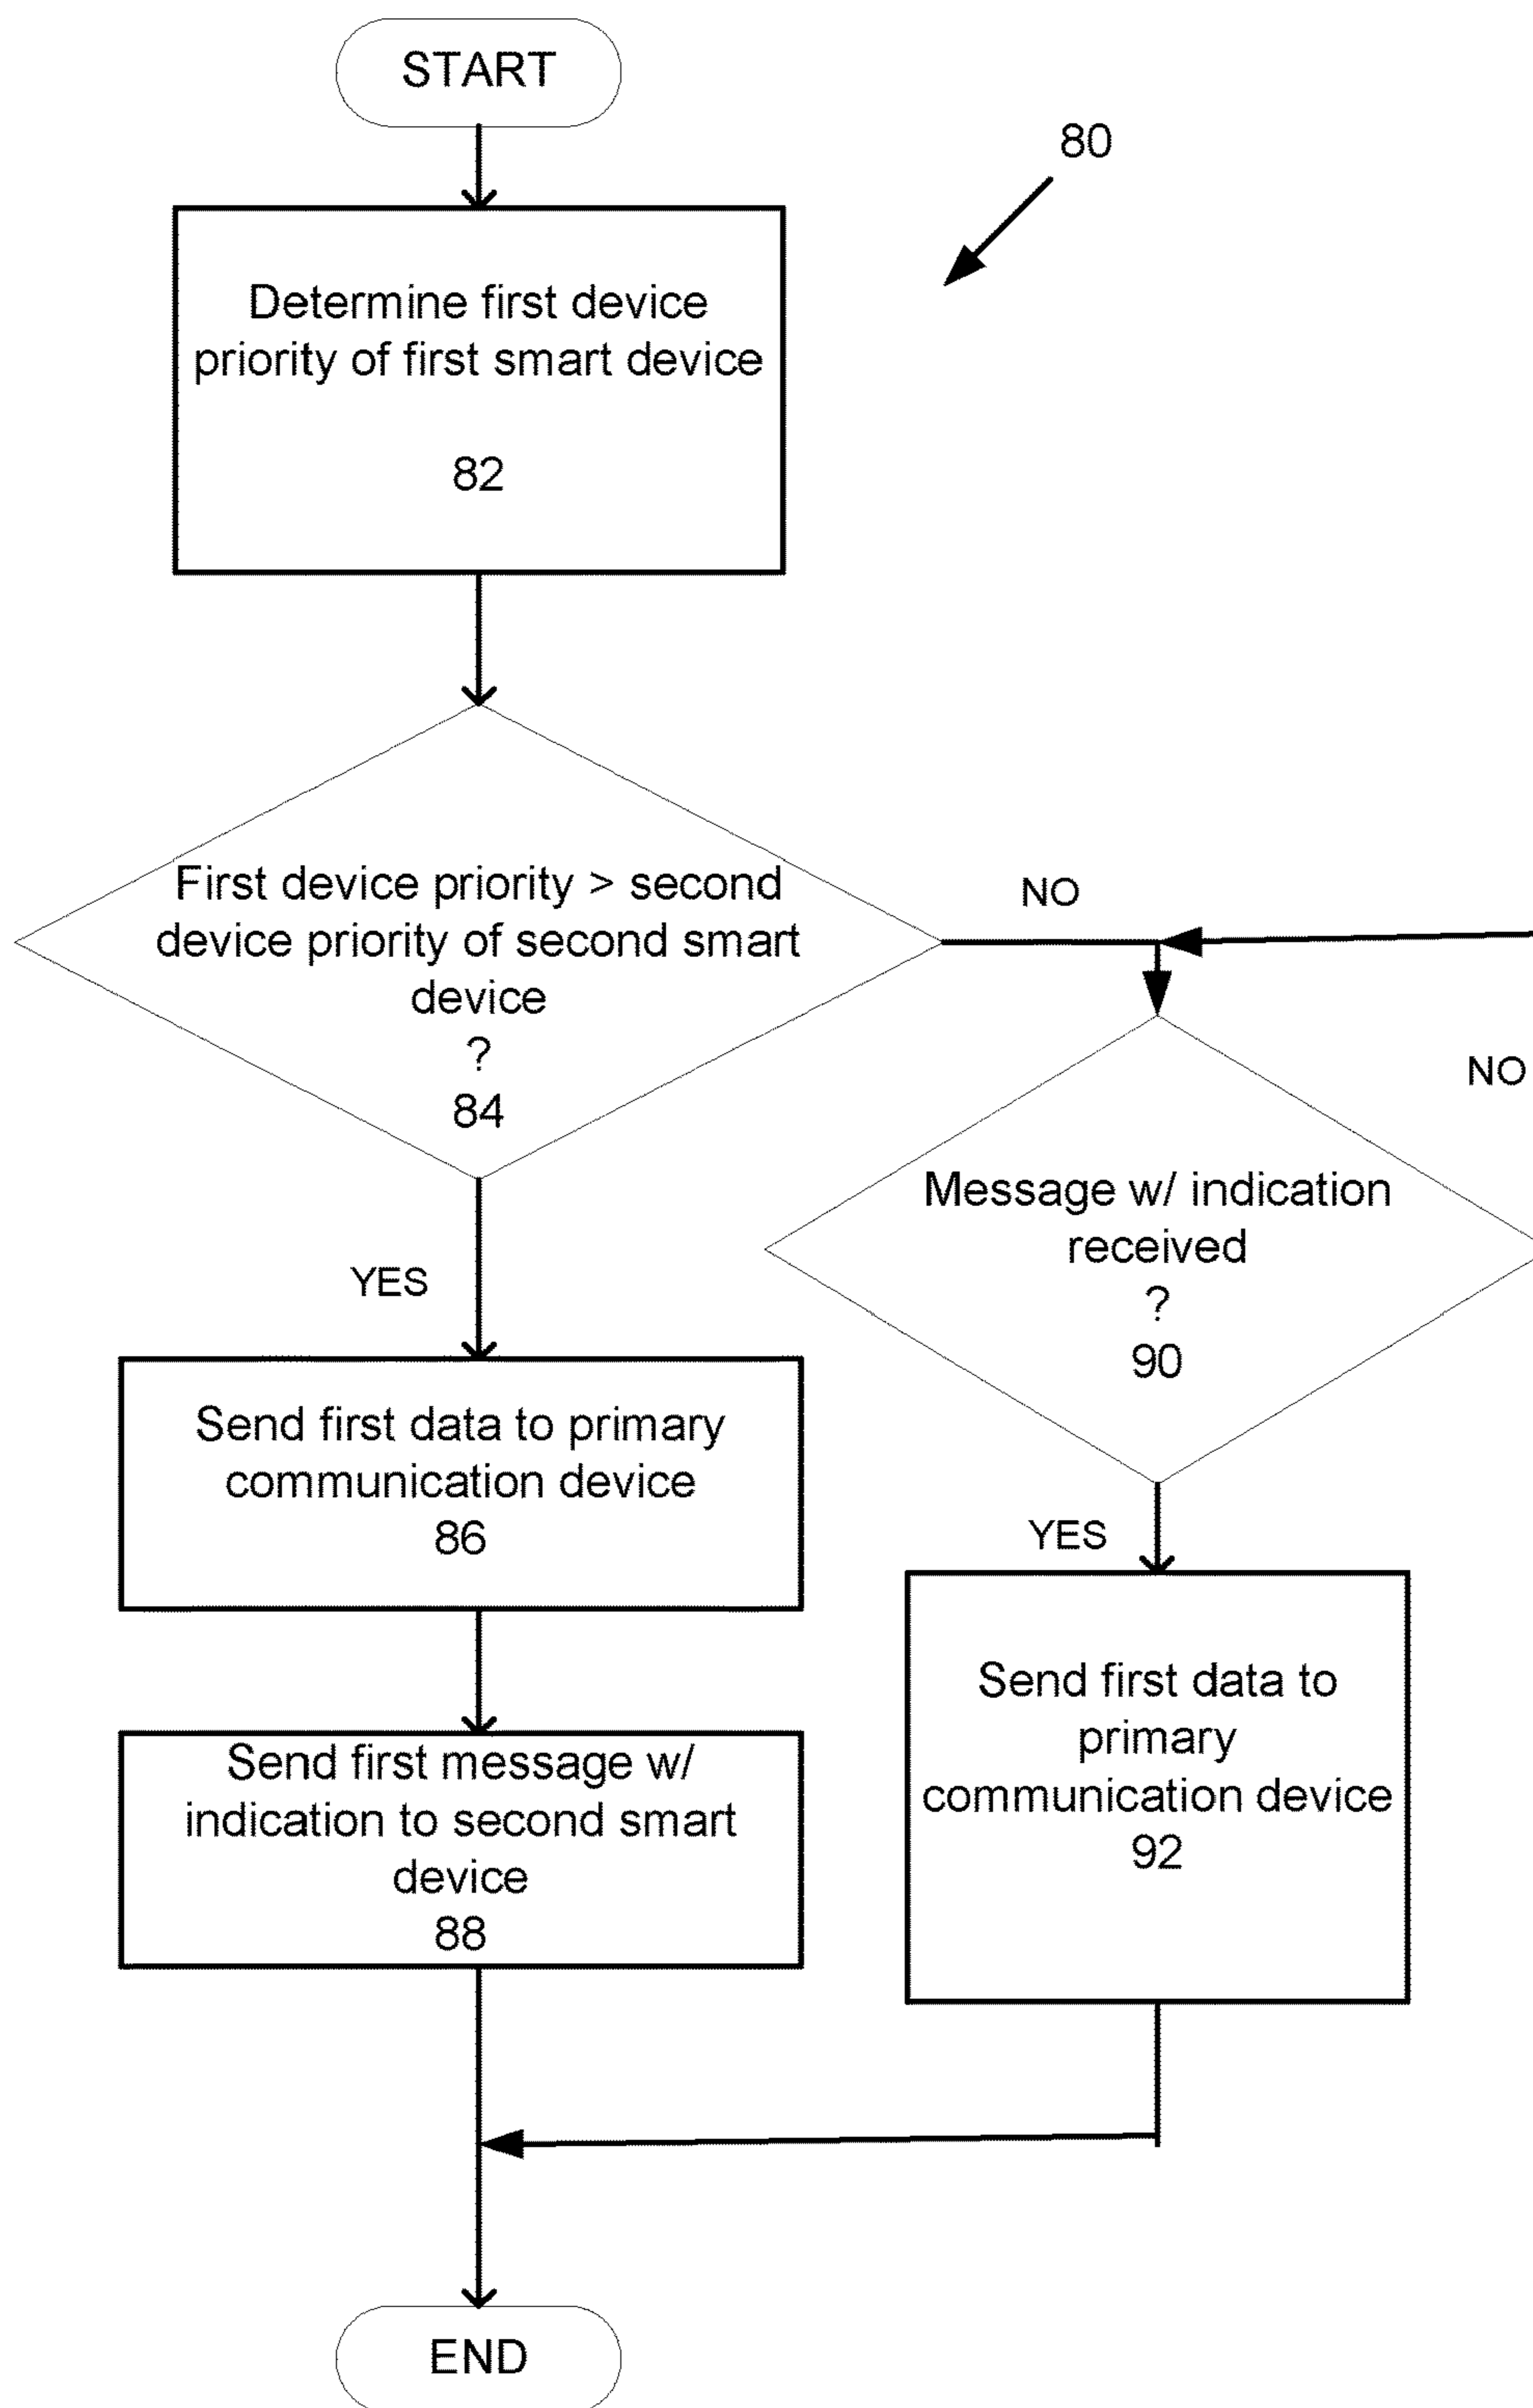 START
80
Determine first device
priority of first smart device
82
First device priority > second
device priority of second smart
device
?
84
NO
NO
Message w/ indication
received
?
90
YES
YES
Send first data to primary
communication device
86
Send first data to
primary
communication device
92
Send first message w/
indication to second smart
device
88
END